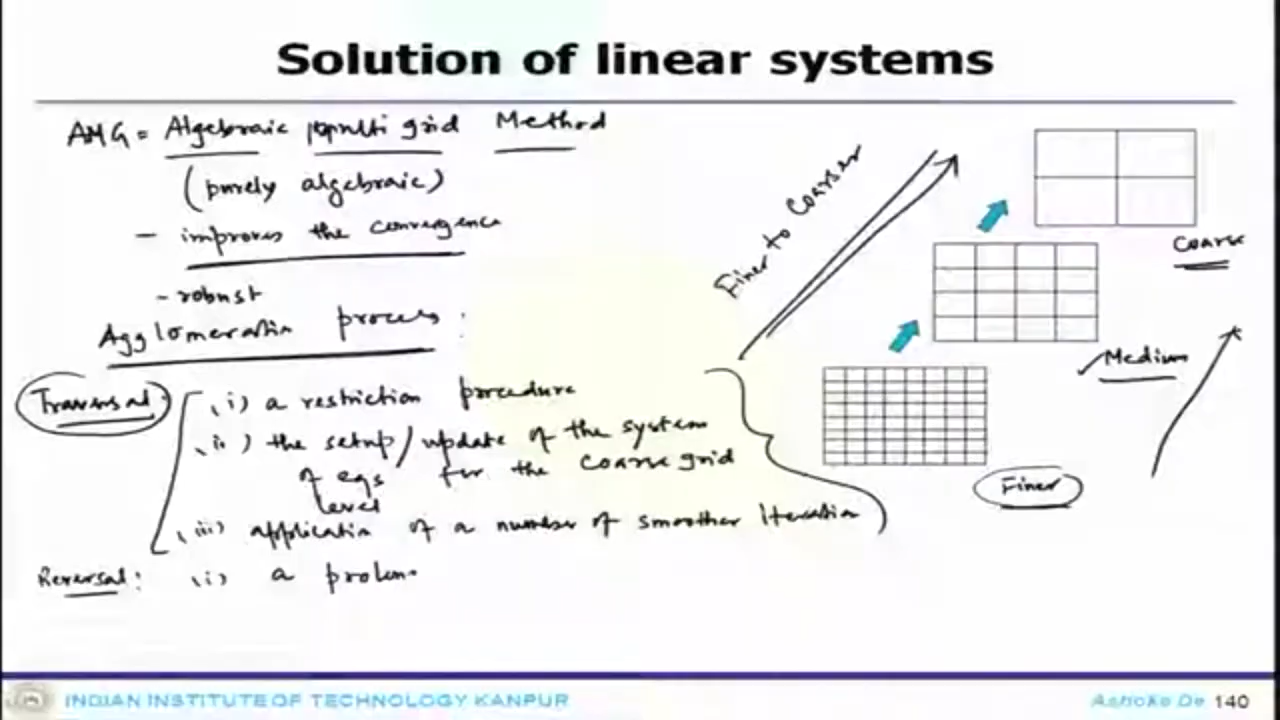 Solution of linear systems
AMG = Algebraic multi grid Method
(purely algebraic)
- improves the convergence
- robust
Agglomeration process :
Traversal:
(i) a restriction procedure
(ii) the setup/update of the system
of eqs for the coarse grid
level
(iii) application of a number of smoother iteration
Reversal: (i) a prolon
Finer to Coarser
Coarse
Medium
Finer
INDIAN INSTITUTE OF TECHNOLOGY KANPUR
Ashoke De 140